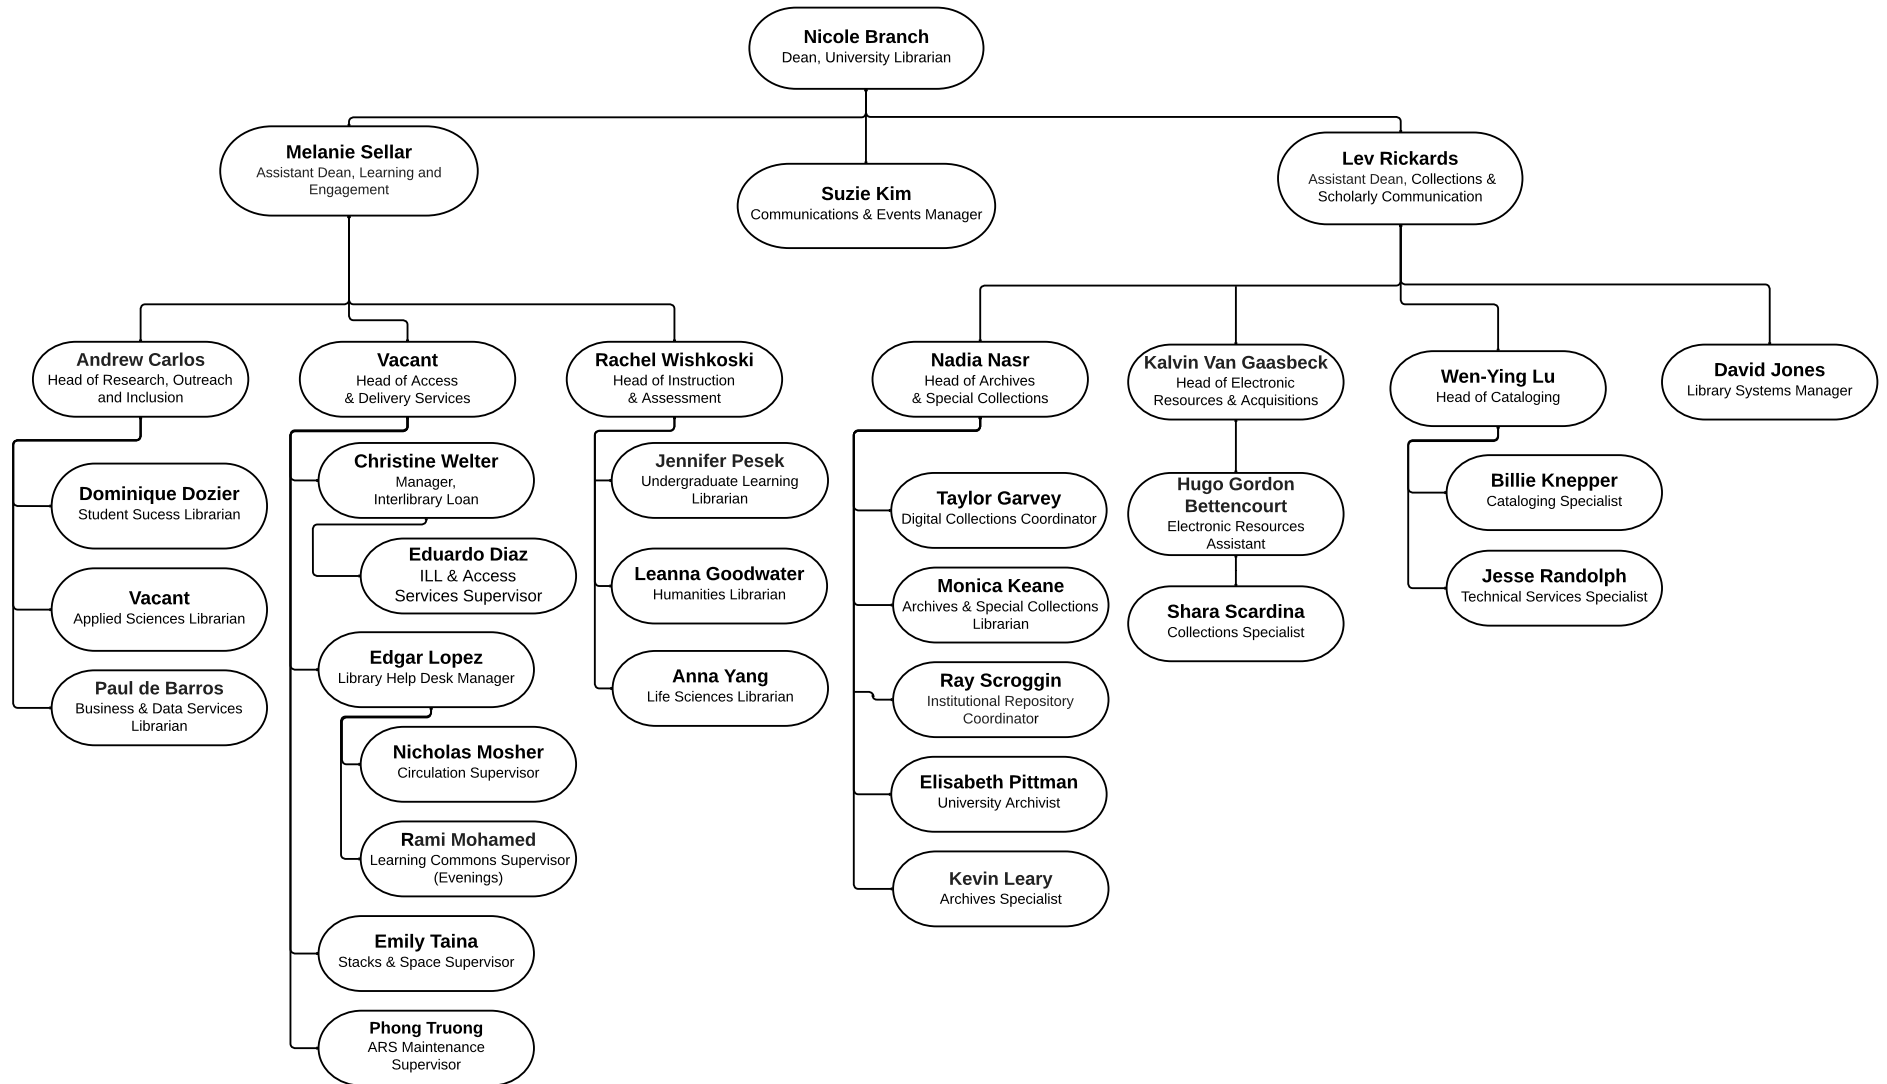 Nicole Branch
Dean, University Librarian
Melanie Sellar
Assistant Dean, Learning and
Engagement
Suzie Kim
Communications & Events Manager
Lev Rickards
Assistant Dean, Collections &
Scholarly Communication
Andrew Carlos
Head of Research, Outreach
and Inclusion
Dominique Dozier
Student Sucess Librarian
Vacant
Applied Sciences Librarian
Paul de Barros
Business & Data Services
Librarian
Vacant
Head of Access
& Delivery Services
Christine Welter
Manager,
Interlibrary Loan
Eduardo Diaz
ILL & Access
Services Supervisor
Edgar Lopez
Library Help Desk Manager
Nicholas Mosher
Circulation Supervisor
Rami Mohamed
Learning Commons Supervisor
(Evenings)
Emily Taina
Stacks & Space Supervisor
Phong Truong
ARS Maintenance
Supervisor
Rachel Wishkoski
Head of Instruction
& Assessment
Jennifer Pesek
Undergraduate Learning
Librarian
Leanna Goodwater
Humanities Librarian
Anna Yang
Life Sciences Librarian
Nadia Nasr
Head of Archives
& Special Collections
Taylor Garvey
Digital Collections Coordinator
Monica Keane
Archives & Special Collections
Librarian
Ray Scroggin
Institutional Repository
Coordinator
Elisabeth Pittman
University Archivist
Kevin Leary
Archives Specialist
Kalvin Van Gaasbeck
Head of Electronic
Resources & Acquisitions
Hugo Gordon
Bettencourt
Electronic Resources
Assistant
Shara Scardina
Collections Specialist
Wen-Ying Lu
Head of Cataloging
Billie Knepper
Cataloging Specialist
Jesse Randolph
Technical Services Specialist
David Jones
Library Systems Manager